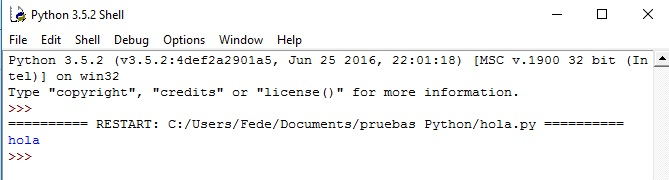 Python 3.5.2 Shell
File Edit Shell Debug Options Window Help
Python 3.5.2 (v3.5.2:4def2a2901a5, Jun 25 2016, 22:01:18) [MSC v.1900 32 bit (In
tel)] on win32
Type "copyright", "credits" or "license()" for more information.
>>>
========== RESTART: C:/Users/Fede/Documents/pruebas Python/hola.py ==========
hola
>>>